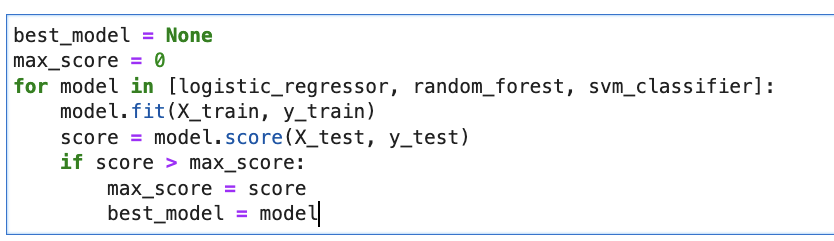 best_model = None
max_score = 0
for model in [logistic_regressor, random_forest, svm_classifier]:
    model.fit(X_train, y_train)
    score = model.score(X_test, y_test)
    if score > max_score:
        max_score = score
        best_model = model